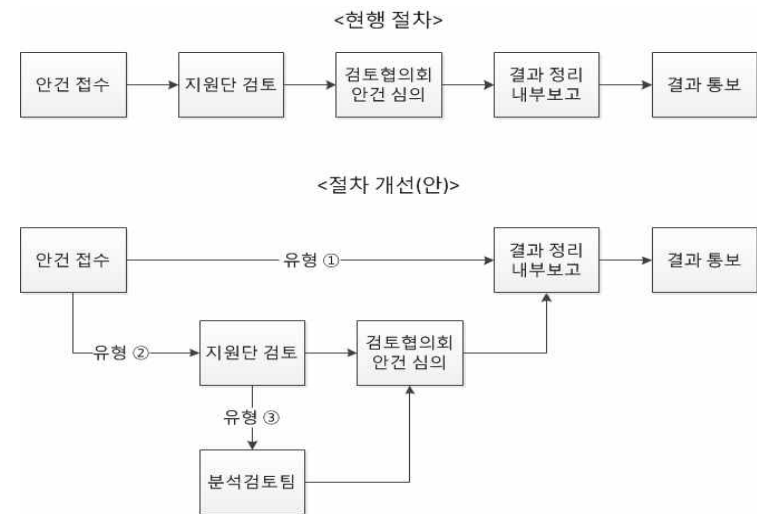 <현행 절차>
안건 접수
지원단 검토
검토협의회
안건 심의
결과 정리
내부보고
결과 통보
<절차 개선(안)>
안건 접수
유형 ①
결과 정리
내부보고
결과 통보
유형 ②
지원단 검토
검토협의회
안건 심의
유형 ③
분석검토팀